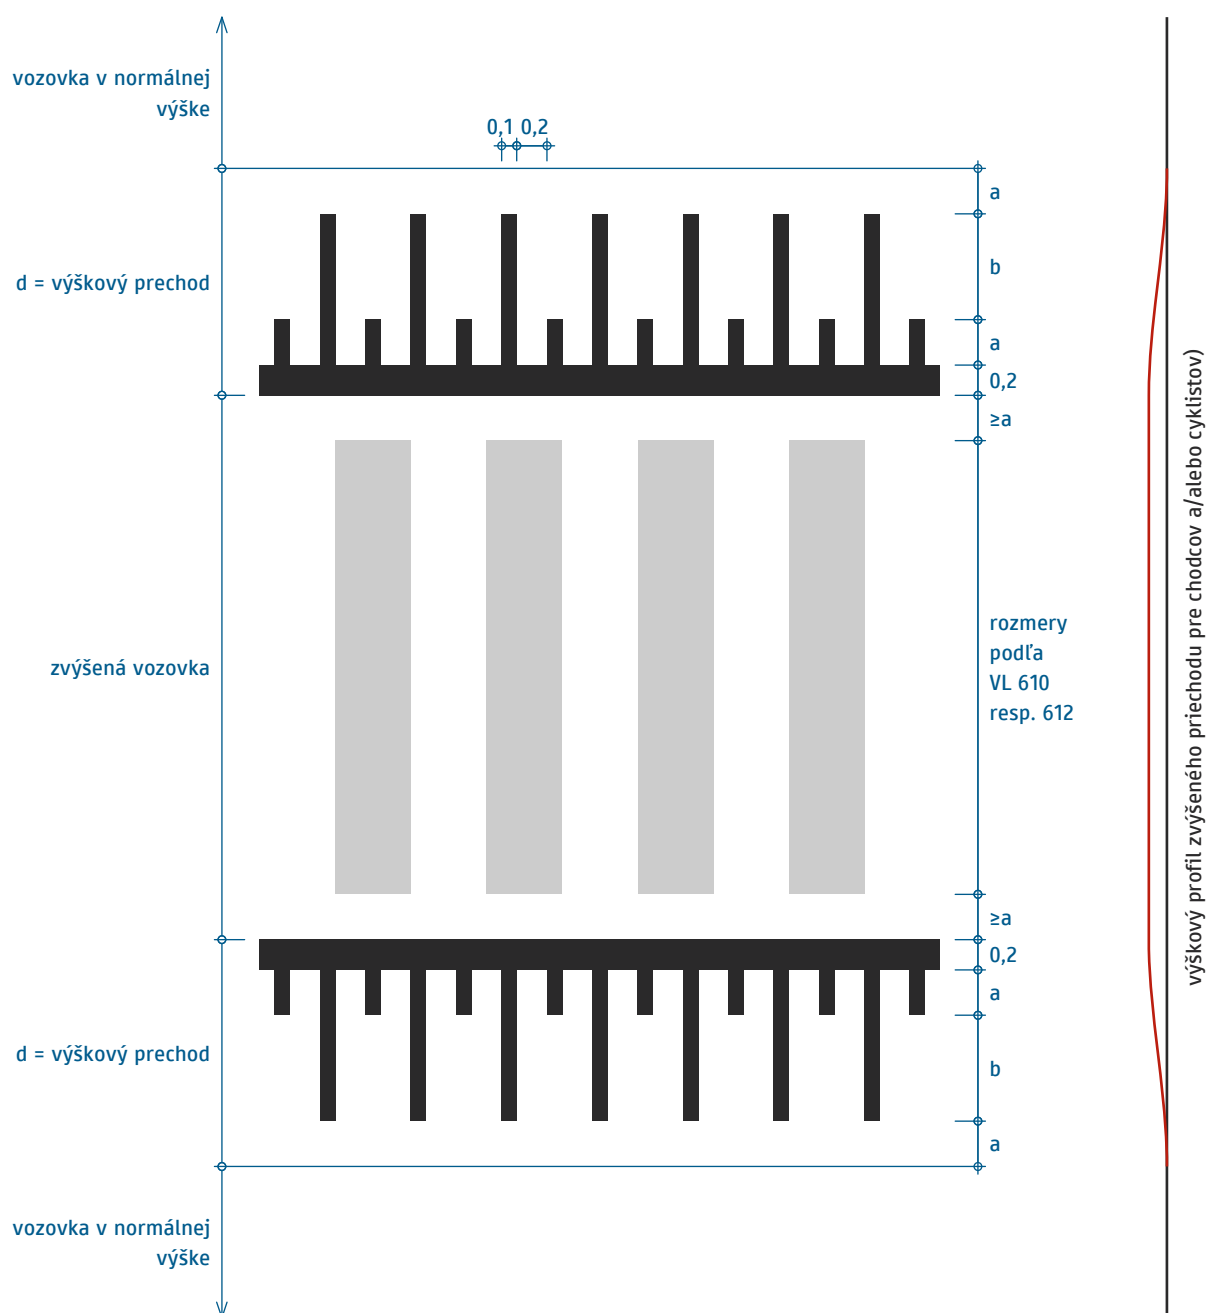 vozovka v normálnej
výške
0,1 0,2
a
d = výškový prechod
b
a
0,2
≥a
zvýšená vozovka
rozmery
podľa
VL 610
resp. 612
≥a
0,2
a
d = výškový prechod
b
a
vozovka v normálnej
výške
výškový profil zvýšeného priechodu pre chodcov a/alebo cyklistov)